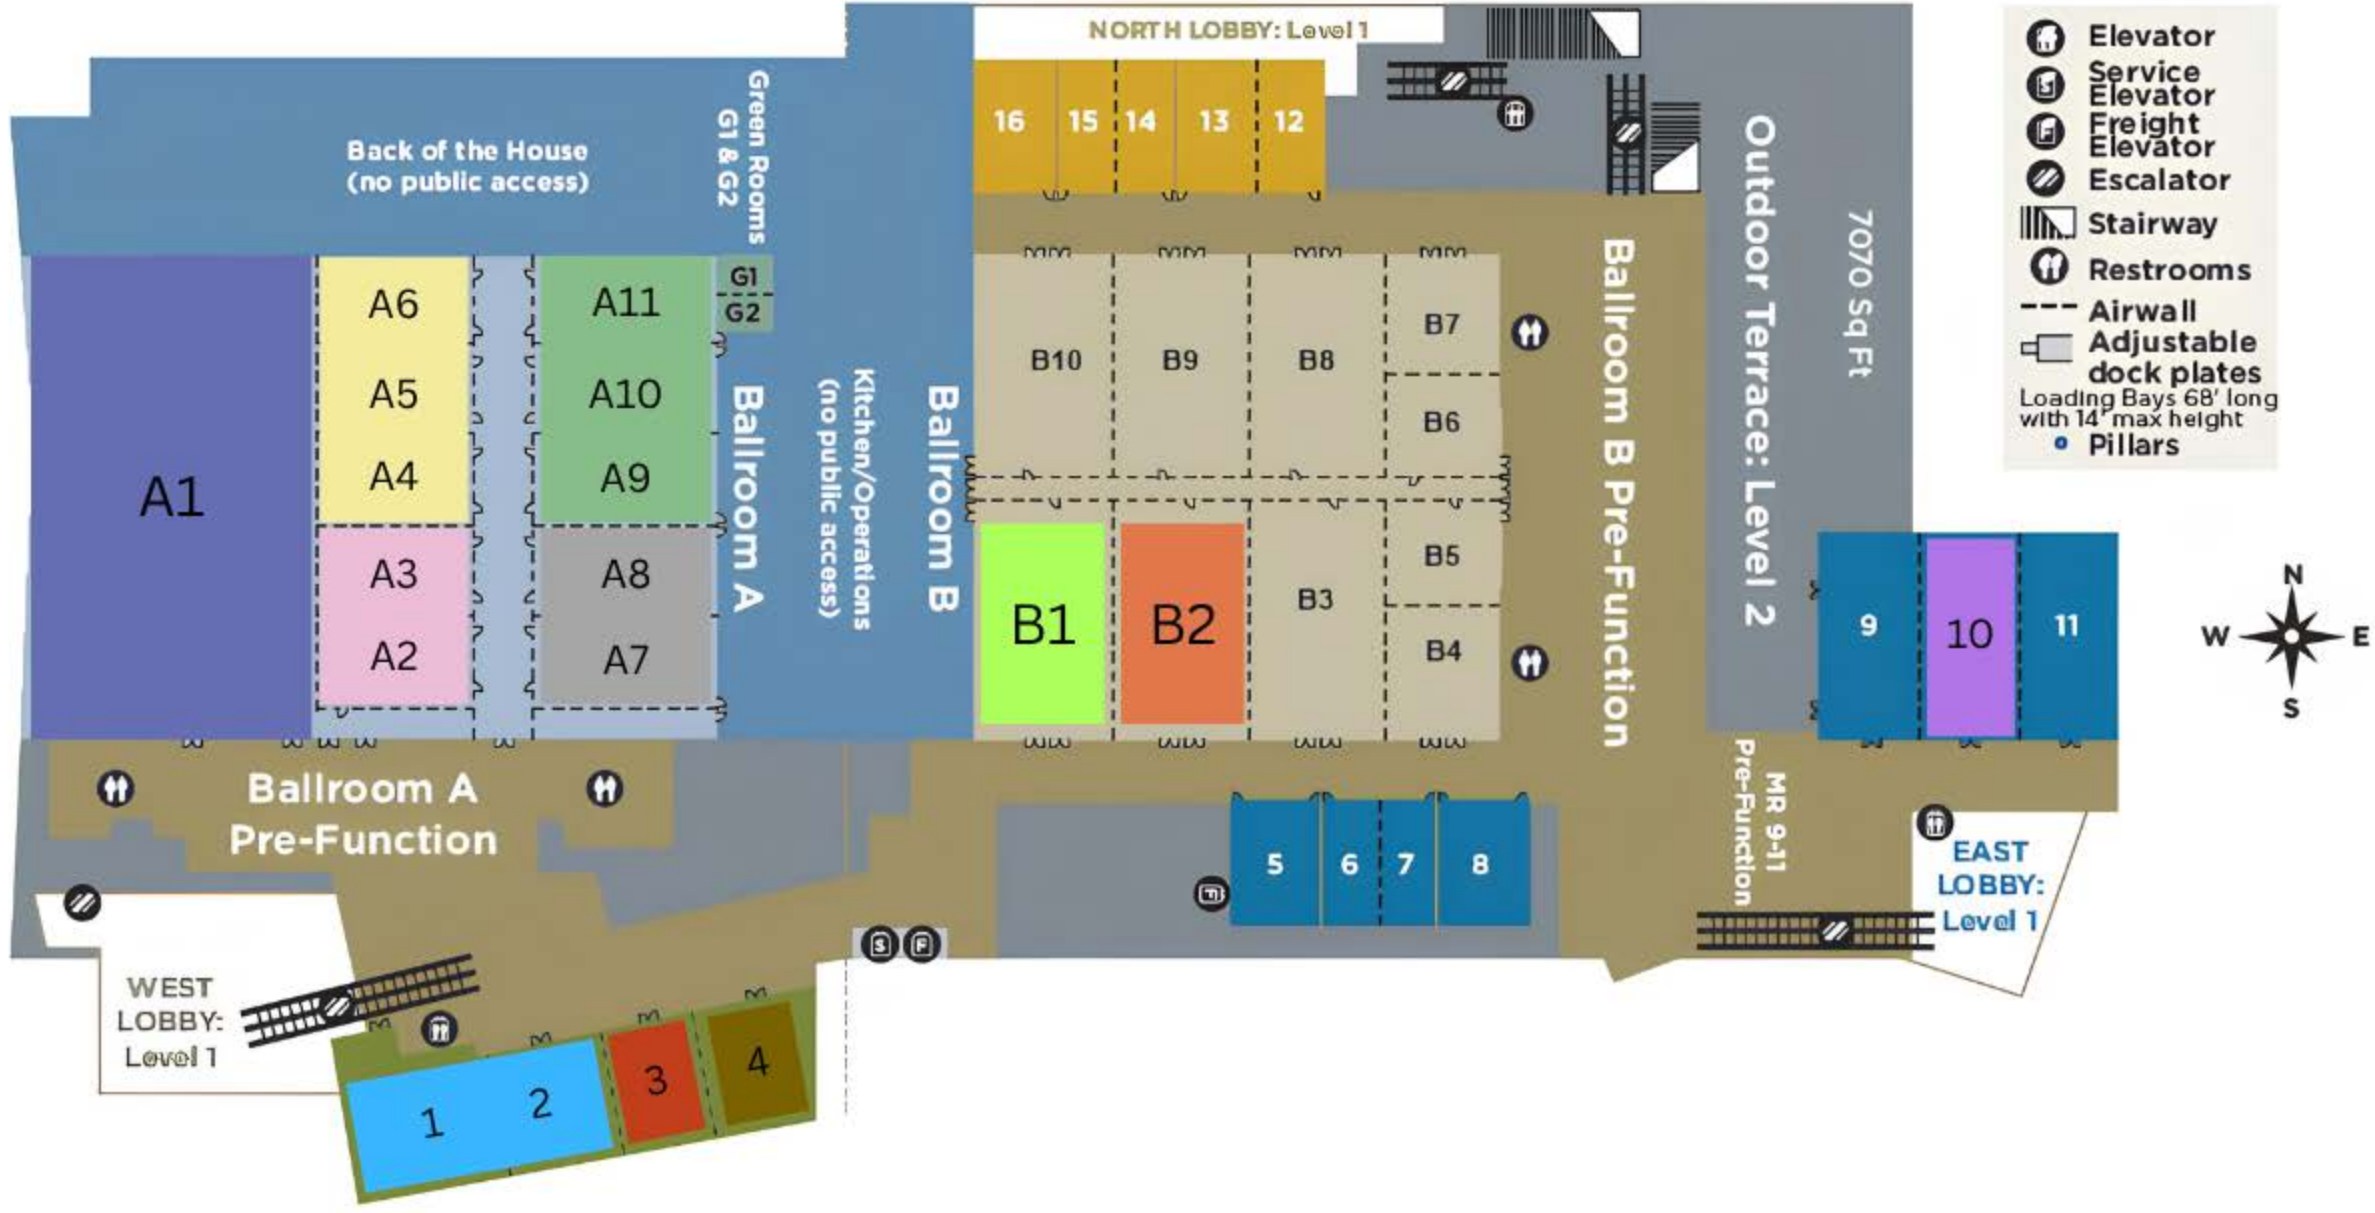 NORTH LOBBY: Level 1
16
15
14
13
12
Back of the House
(no public access)
Green Rooms
G1 & G2
G1
G2
A1
A6
A5
A4
A3
A2
A11
A10
A9
A8
A7
Ballroom A
Kitchen/Operations
(no public access)
Ballroom B
B10
B9
B8
B7
B6
B1
B2
B3
B5
B4
Ballroom B Pre-Function
Outdoor Terrace: Level 2
7070 Sq Ft
9
10
11
MR 9-11
Pre-Function
Ballroom A
Pre-Function
5
6
7
8
F
S
F
WEST
LOBBY:
Level 1
1
2
3
4
EAST
LOBBY:
Level 1
Elevator
Service
Elevator
Freight
Elevator
Escalator
Stairway
Restrooms
Airwall
Adjustable
dock plates
Loading Bays 68' long
with 14' max height
Pillars
N
W
E
S